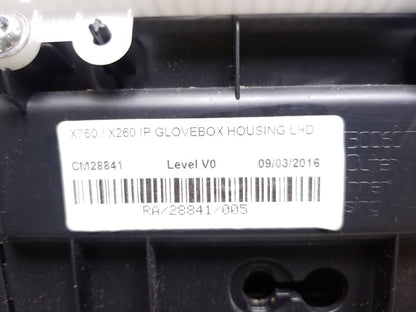 X760 / X260 IP GLOVEBOX HOUSING LHD
CM28841 Level V0 09/03/2016
RA/28841/005